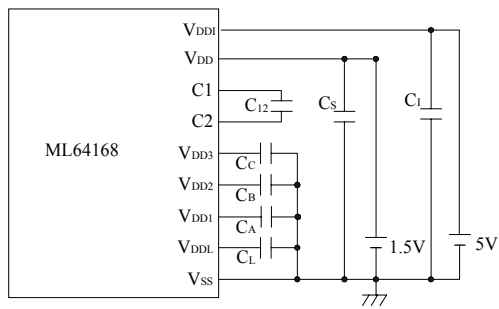 VDDI
VDD
C1
C12
CS
CI
C2
ML64168
VDD3
CC
VDD2
CB
VDD1
CA
1.5V
5V
VDDL
CL
VSS